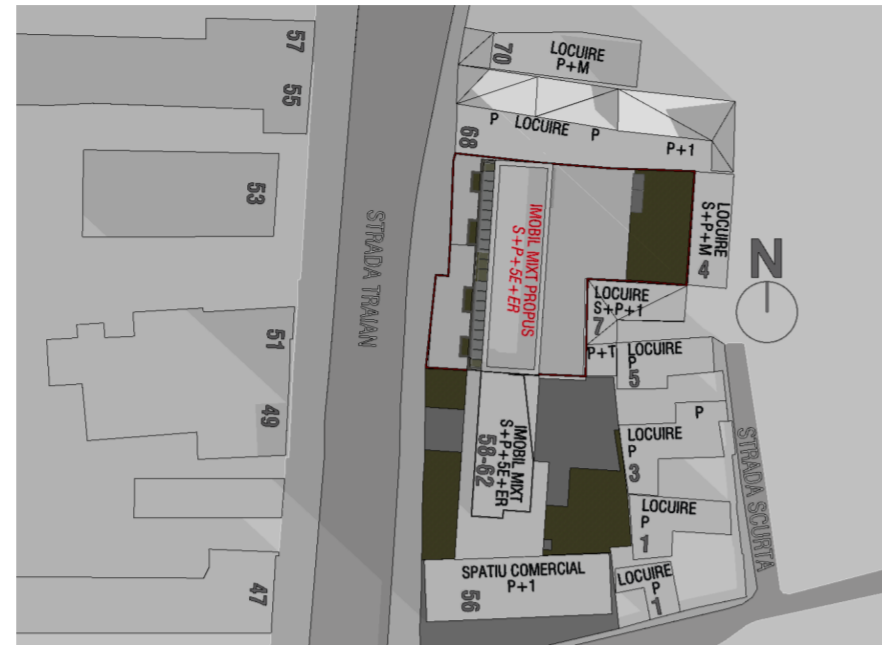 57
55
53
51
49
47
STRADA TRAIAN
70
LOCUIRE
P+M
68
P LOCUIRE P
P+1
IMOBIL MIXT PROPUS
S+P+5E+ER
LOCUIRE
S+P+M
4
N
LOCUIRE
S+P+1
7
P+T
LOCUIRE
P
5
P
LOCUIRE
P
3
LOCUIRE
P
1
LOCUIRE
P
1
IMOBIL MIXT
S+P+5E+ER
58-62
SPATIU COMERCIAL
P+1
56
STRADA SCURTA